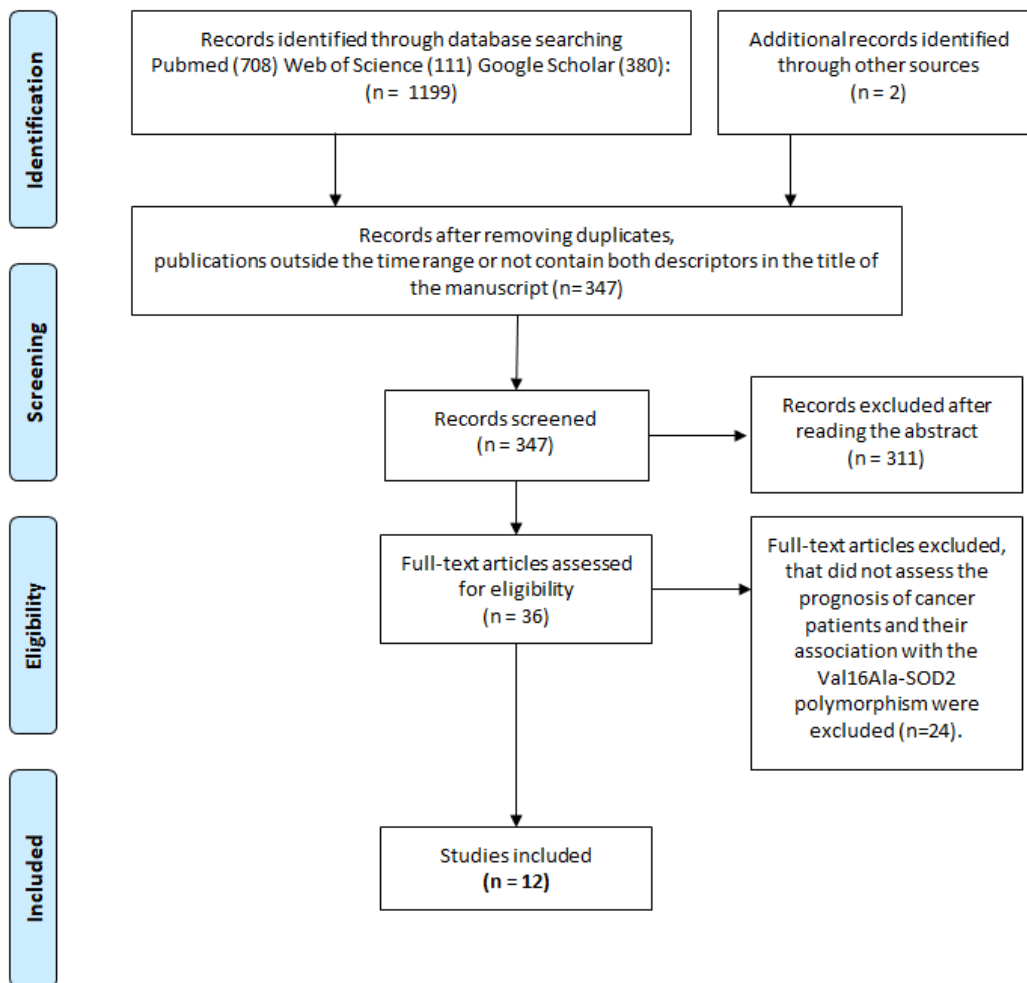 Identification
Records identified through database searching
Pubmed (708) Web of Science (111) Google Scholar (380):
(n = 1199)
Additional records identified
through other sources
(n = 2)
Records after removing duplicates,
publications outside the time range or not contain both descriptors in the title of
the manuscript (n= 347)
Screening
Records screened
(n = 347)
Records excluded after
reading the abstract
(n = 311)
Eligibility
Full-text articles assessed
for eligibility
(n = 36)
Full-text articles excluded,
that did not assess the
prognosis of cancer
patients and their
association with the
Val16Ala-SOD2
polymorphism were
excluded (n=24).
Included
Studies included
(n = 12)